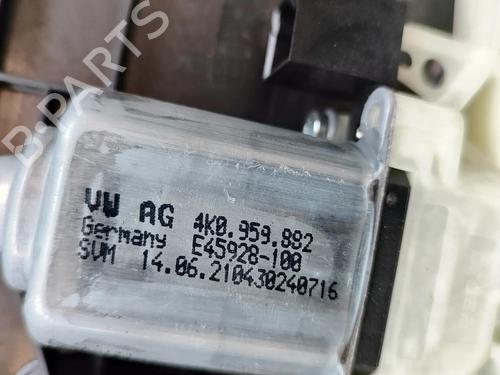 B-PARTS
VW AG 4K0.959.882
Germany E45928-100
SVM 14.06.210430240716